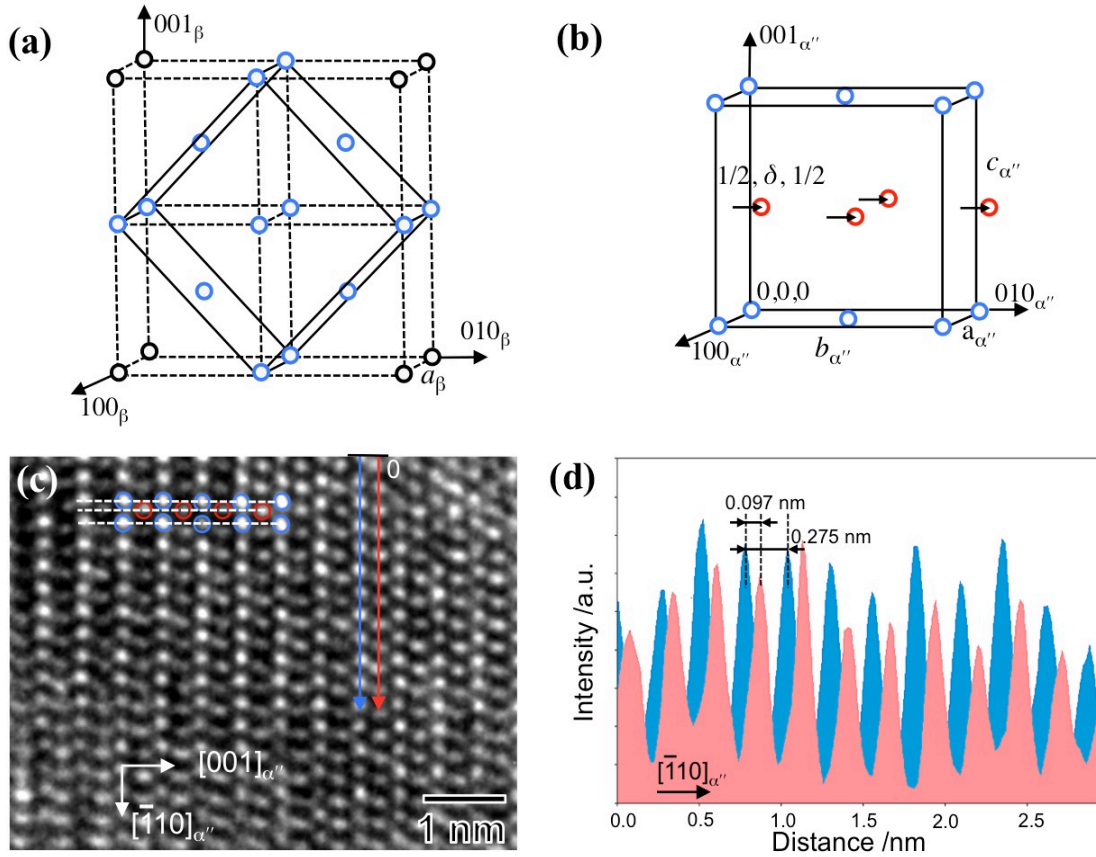 (a)
001β
010β
aβ
100β
(b)
001α″
1/2, δ, 1/2
cα″
0,0,0
010α″
aα″
bα″
100α″
(c)
0
[001]α″
[1̄10]α″
1 nm
(d)
0.097 nm
0.275 nm
Intensity /a.u.
[1̄10]α″
0.0 0.5 1.0 1.5 2.0 2.5
Distance /nm